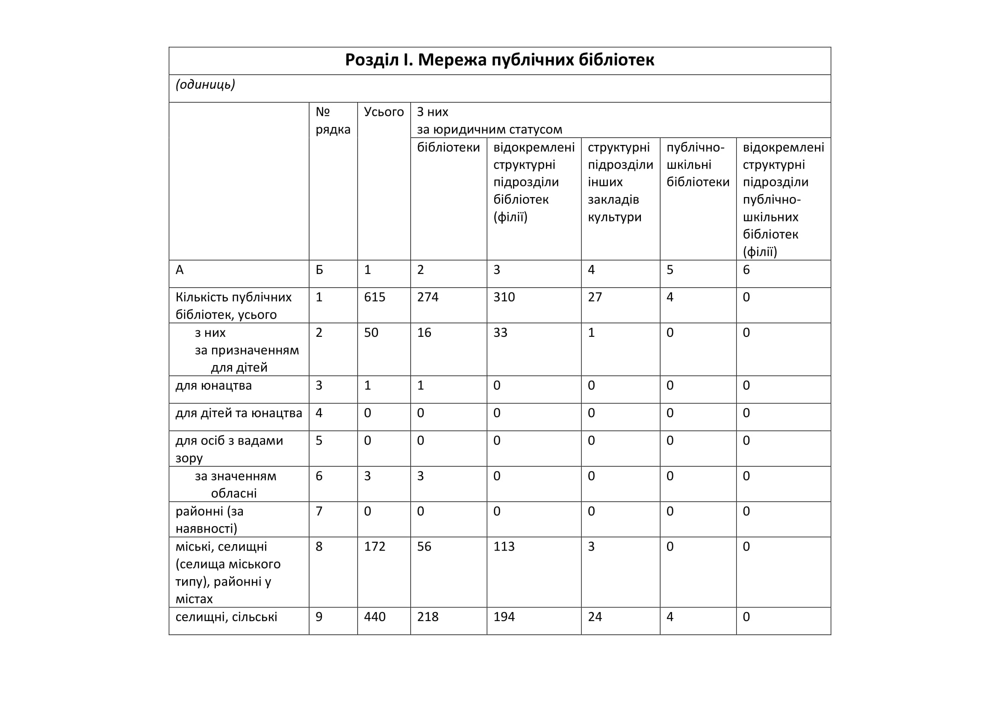 Розділ I. Мережа публічних бібліотек
(одиниць)
№
рядка
Усього
З них
за юридичним статусом
бібліотеки
відокремлені
структурні
підрозділи
бібліотек
(філії)
структурні
підрозділи
інших
закладів
культури
публічно-
шкільні
бібліотеки
відокремлені
структурні
підрозділи
публічно-
шкільних
бібліотек
(філії)
А Б 1 2 3 4 5 6
Кількість публічних
бібліотек, усього
1 615 274 310 27 4 0
з них
за призначенням
для дітей
2 50 16 33 1 0 0
для юнацтва 3 1 1 0 0 0 0
для дітей та юнацтва 4 0 0 0 0 0 0
для осіб з вадами
зору
5 0 0 0 0 0 0
за значенням
обласні
6 3 3 0 0 0 0
районні (за
наявності)
7 0 0 0 0 0 0
міські, селищні
(селища міського
типу), районні у
містах
8 172 56 113 3 0 0
селищні, сільські 9 440 218 194 24 4 0